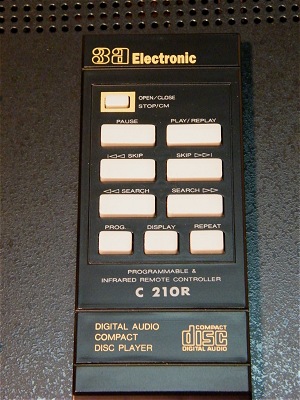 3a Electronic
OPEN/CLOSE
STOP/CM
PAUSE PLAY/REPLAY
|◁◁ SKIP SKIP ▷▷|
◁◁ SEARCH SEARCH ▷▷
PROG. DISPLAY REPEAT
PROGRAMMABLE &
INFRARED REMOTE CONTROLLER
C 210R
DIGITAL AUDIO
COMPACT
DISC PLAYER
COMPACT
disc
DIGITAL AUDIO